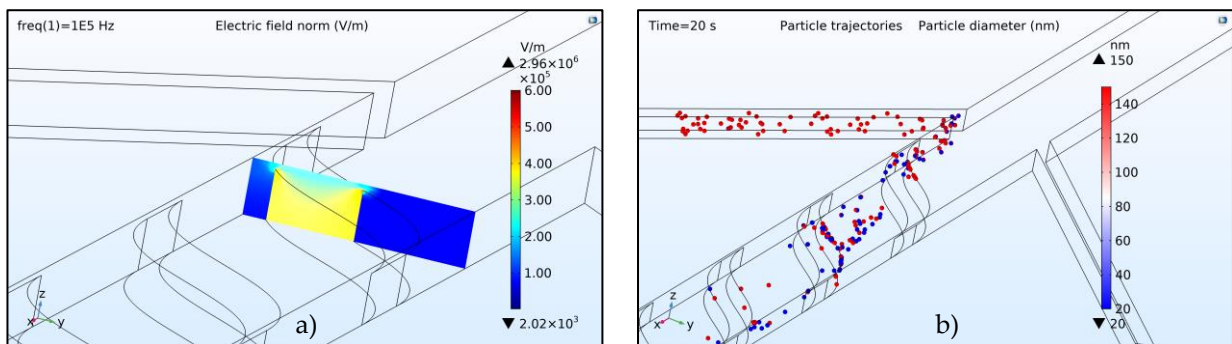 freq(1)=1E5 Hz Electric field norm (V/m)
V/m
▲ 2.96×10⁶
×10⁵
6.00
5.00
4.00
3.00
2.00
1.00
▼ 2.02×10³
z
x y
a)
Time=20 s Particle trajectories Particle diameter (nm)
nm
▲ 150
140
120
100
80
60
40
20
▼ 20
z
x y
b)